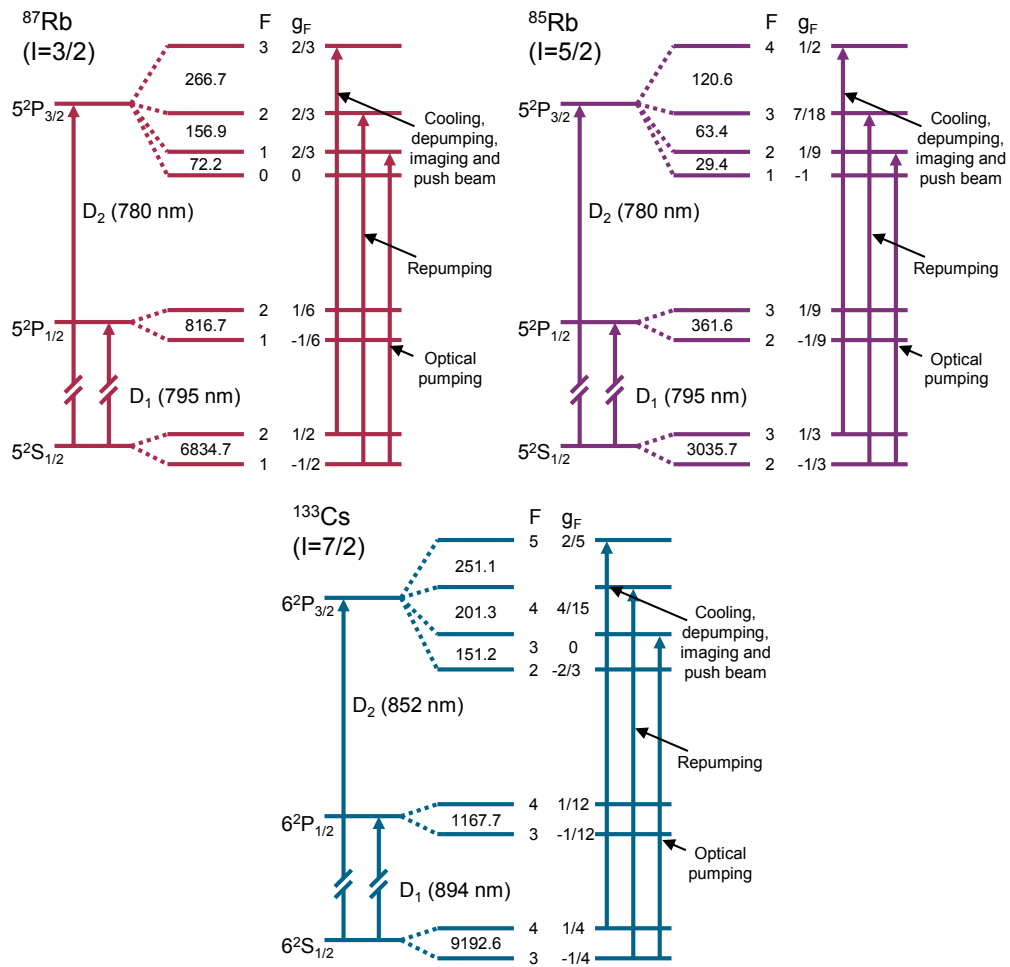 ⁸⁷Rb
(I=3/2)
F g_F
3 2/3
266.7
5²P₃/₂
2 2/3
156.9
1 2/3
72.2
0 0
Cooling,
depumping,
imaging and
push beam
D₂ (780 nm)
Repumping
2 1/6
5²P₁/₂
816.7
1 -1/6
Optical
pumping
D₁ (795 nm)
2 1/2
5²S₁/₂
6834.7
1 -1/2
⁸⁵Rb
(I=5/2)
F g_F
4 1/2
120.6
5²P₃/₂
3 7/18
63.4
2 1/9
29.4
1 -1
Cooling,
depumping,
imaging and
push beam
D₂ (780 nm)
Repumping
3 1/9
5²P₁/₂
361.6
2 -1/9
Optical
pumping
D₁ (795 nm)
3 1/3
5²S₁/₂
3035.7
2 -1/3
¹³³Cs
(I=7/2)
F g_F
5 2/5
251.1
6²P₃/₂
201.3
4 4/15
3 0
151.2
2 -2/3
Cooling,
depumping,
imaging and
push beam
D₂ (852 nm)
Repumping
4 1/12
6²P₁/₂
1167.7
3 -1/12
Optical
pumping
D₁ (894 nm)
4 1/4
6²S₁/₂
9192.6
3 -1/4